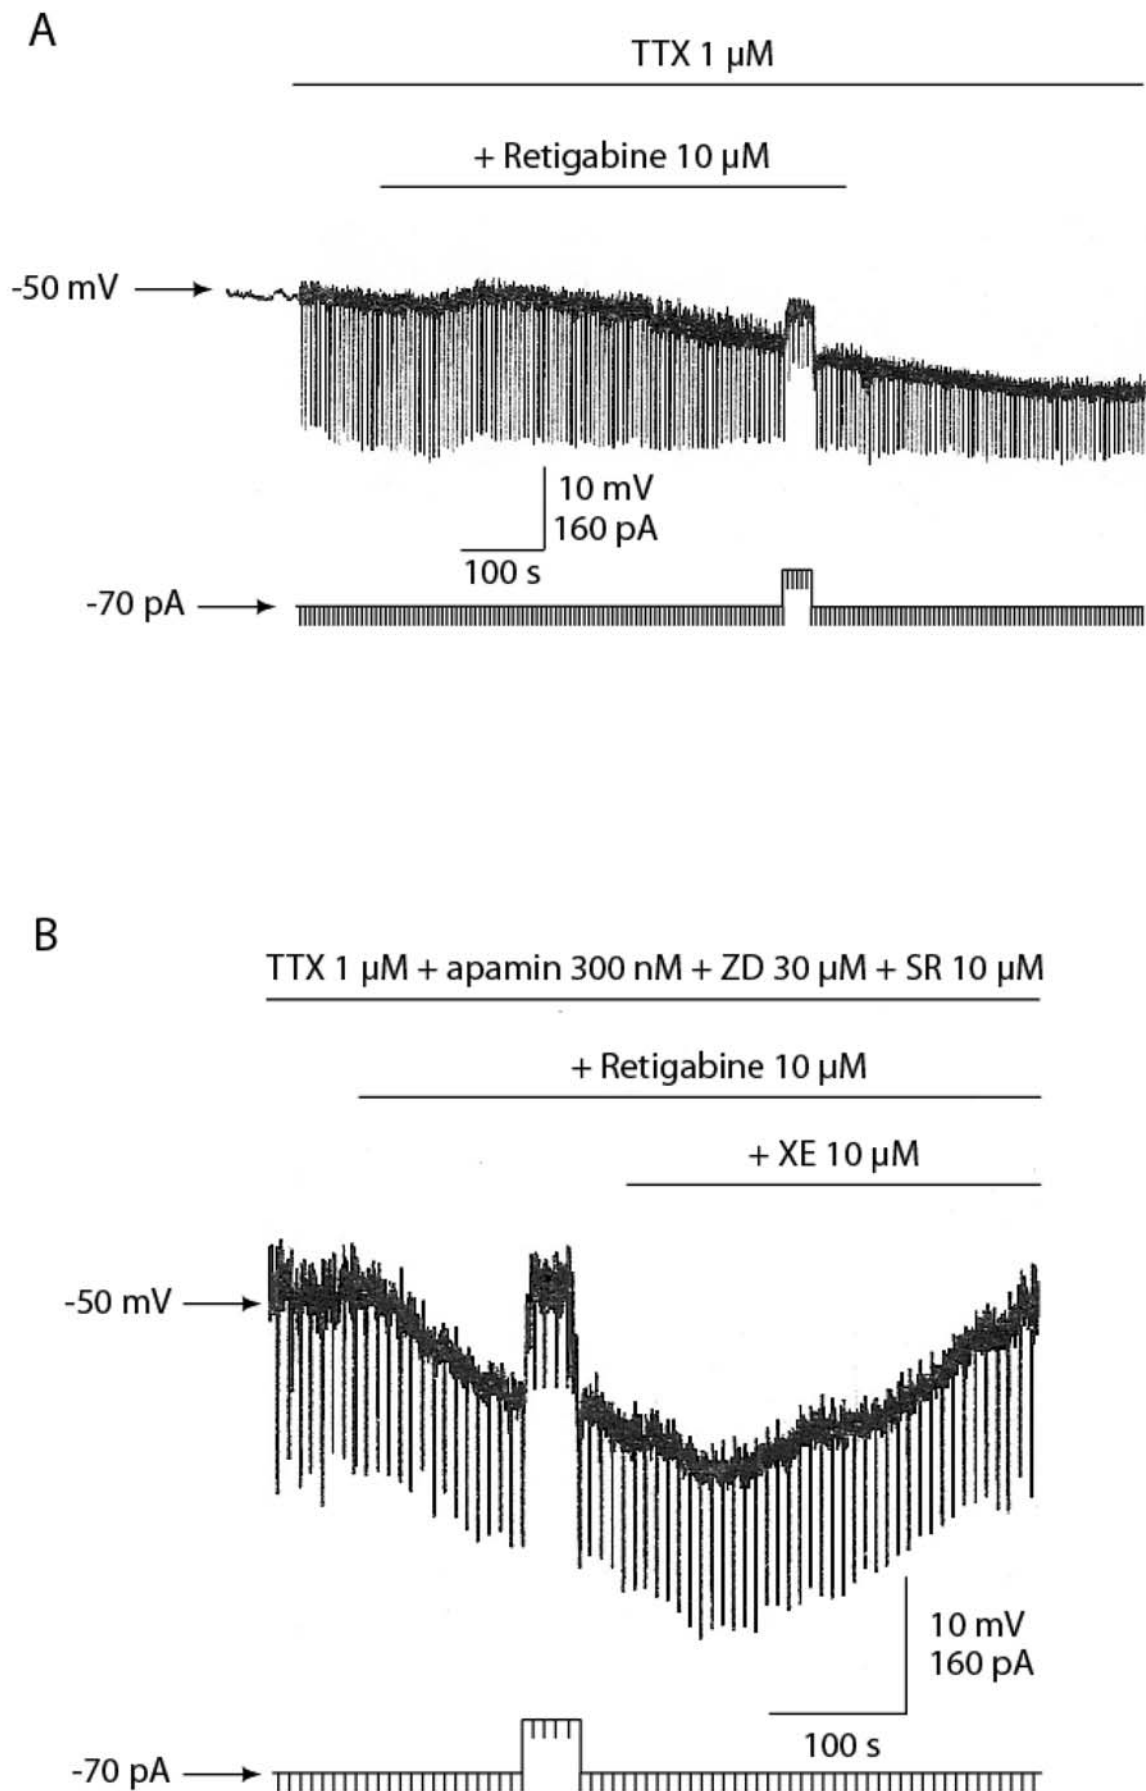 A
TTX 1 µM
+ Retigabine 10 µM
-50 mV
10 mV
160 pA
100 s
-70 pA
B
TTX 1 µM + apamin 300 nM + ZD 30 µM + SR 10 µM
+ Retigabine 10 µM
+ XE 10 µM
-50 mV
10 mV
160 pA
100 s
-70 pA